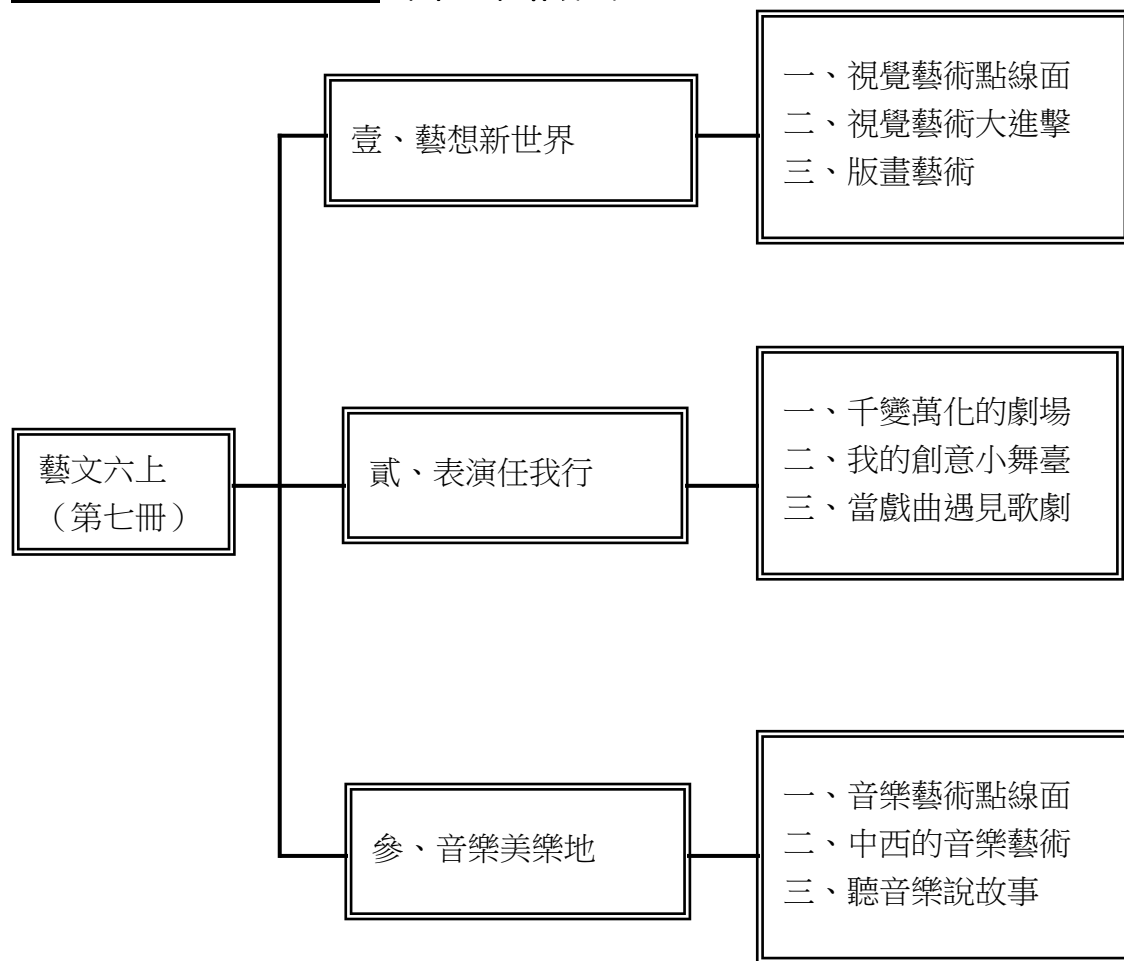 壹、藝想新世界
一、視覺藝術點線面
二、視覺藝術大進擊
三、版畫藝術
藝文六上
（第七冊）
貳、表演任我行
一、千變萬化的劇場
二、我的創意小舞臺
三、當戲曲遇見歌劇
參、音樂美樂地
一、音樂藝術點線面
二、中西的音樂藝術
三、聽音樂說故事